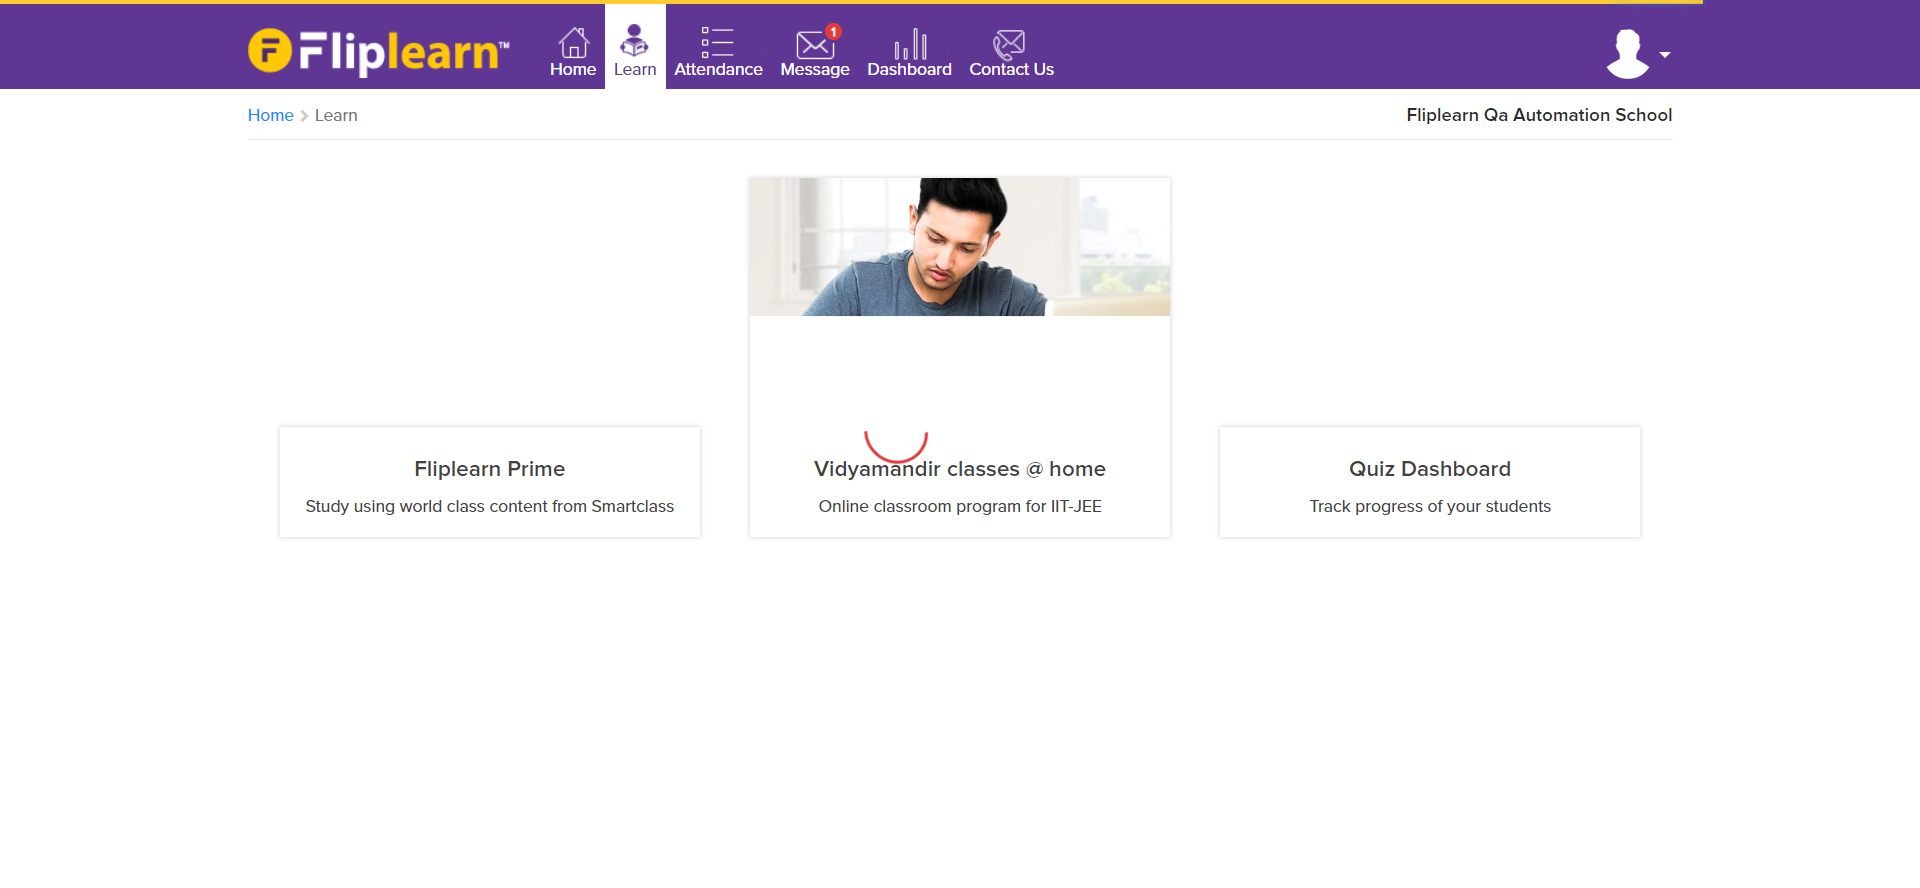 Fliplearn™
Home
Learn
Attendance
1
Message
Dashboard
Contact Us
Home > Learn
Fliplearn Qa Automation School
Fliplearn Prime
Study using world class content from Smartclass
Vidyamandir classes @ home
Online classroom program for IIT-JEE
Quiz Dashboard
Track progress of your students